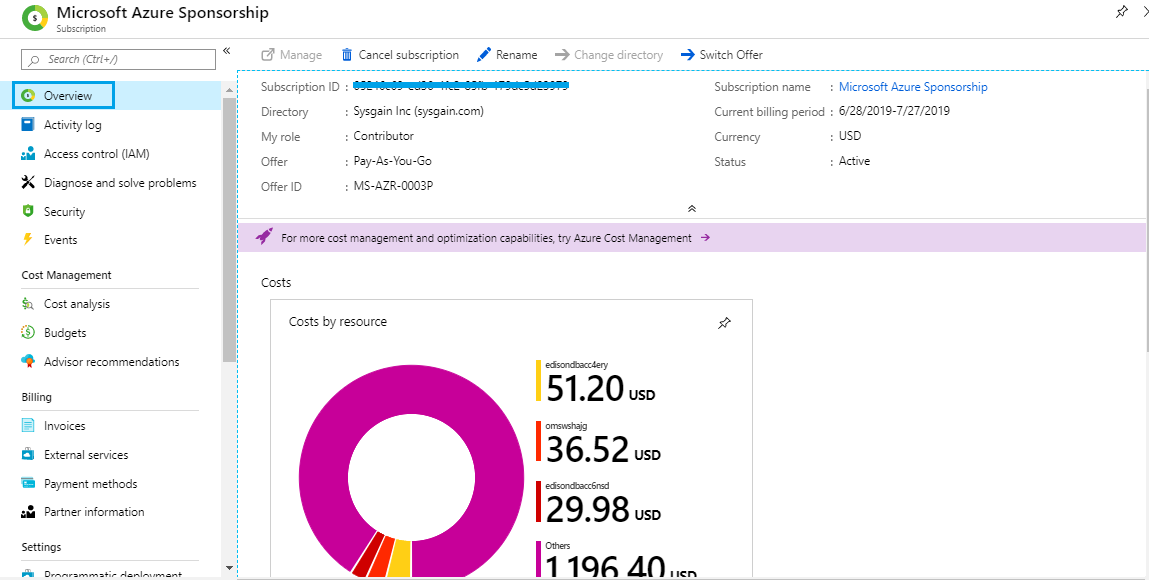 Microsoft Azure Sponsorship
Subscription
Search (Ctrl+/)
Overview
Activity log
Access control (IAM)
Diagnose and solve problems
Security
Events
Cost Management
Cost analysis
Budgets
Advisor recommendations
Billing
Invoices
External services
Payment methods
Partner information
Settings
Programmatic deployment
Manage Cancel subscription Rename Change directory Switch Offer
Subscription ID :
Directory : Sysgain Inc (sysgain.com)
My role : Contributor
Offer : Pay-As-You-Go
Offer ID : MS-AZR-0003P
Subscription name : Microsoft Azure Sponsorship
Current billing period : 6/28/2019-7/27/2019
Currency : USD
Status : Active
For more cost management and optimization capabilities, try Azure Cost Management
Costs
Costs by resource
edisondbacc4ery
51.20 USD
omswshajg
36.52 USD
edisondbacc6nsd
29.98 USD
Others
1,196.40 USD